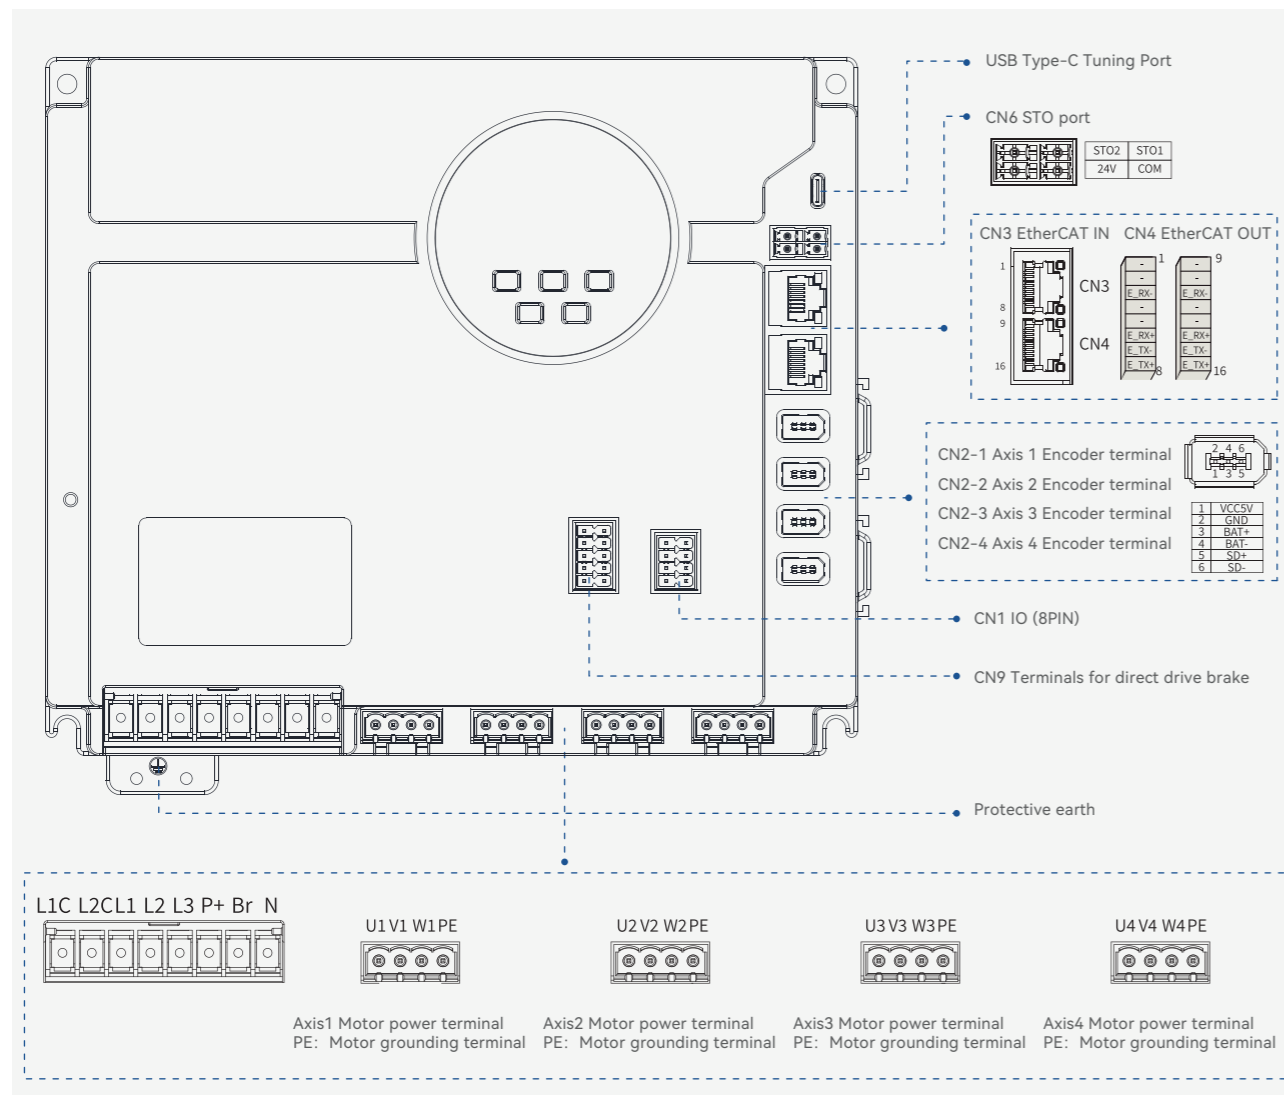 USB Type-C Tuning Port
CN6 STO port
STO2 STO1
24V COM
CN3 EtherCAT IN CN4 EtherCAT OUT
1
8
9
16
CN3
CN4
1
-
-
E_RX-
-
-
E_RX+
E_TX-
E_TX+
8
9
-
-
E_RX-
-
-
E_RX+
E_TX-
E_TX+
16
CN2-1 Axis 1 Encoder terminal
CN2-2 Axis 2 Encoder terminal
CN2-3 Axis 3 Encoder terminal
CN2-4 Axis 4 Encoder terminal
2 4 6
1 3 5
1 VCC5V
2 GND
3 BAT+
4 BAT-
5 SD+
6 SD-
CN1 IO (8PIN)
CN9 Terminals for direct drive brake
Protective earth
L1C L2C L1 L2 L3 P+ Br N
U1 V1 W1 PE
Axis1 Motor power terminal
PE: Motor grounding terminal
U2 V2 W2 PE
Axis2 Motor power terminal
PE: Motor grounding terminal
U3 V3 W3 PE
Axis3 Motor power terminal
PE: Motor grounding terminal
U4 V4 W4 PE
Axis4 Motor power terminal
PE: Motor grounding terminal